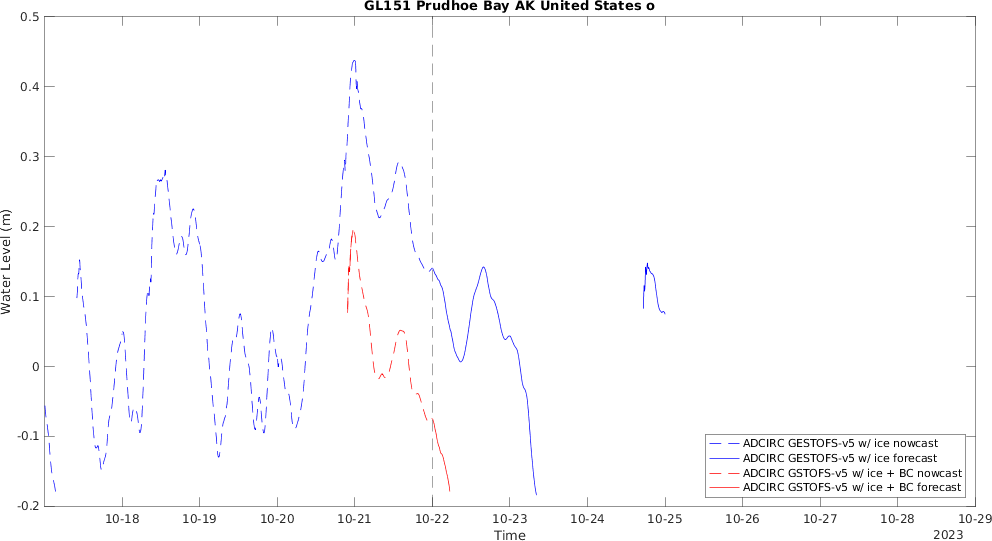 GL151 Prudhoe Bay AK United States o
0.5
0.4
0.3
0.2
0.1
0
-0.1
-0.2
Water Level (m)
10-18 10-19 10-20 10-21 10-22 10-23 10-24 10-25 10-26 10-27 10-28 10-29
Time
2023
ADCIRC GESTOFS-v5 w/ ice nowcast
ADCIRC GESTOFS-v5 w/ ice forecast
ADCIRC GSTOFS-v5 w/ ice + BC nowcast
ADCIRC GSTOFS-v5 w/ ice + BC forecast